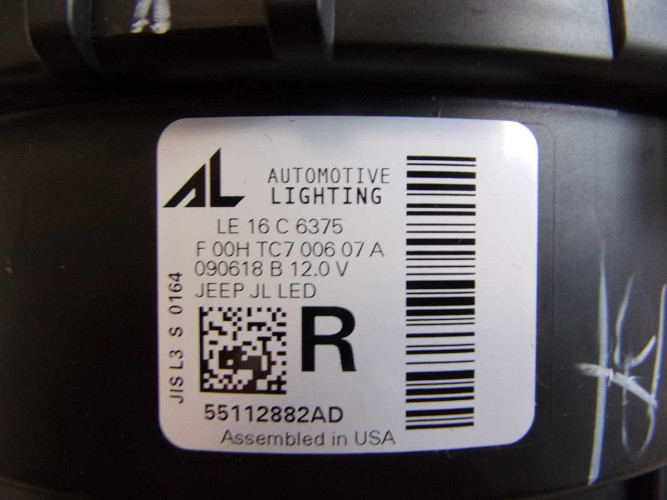 AL AUTOMOTIVE
LIGHTING
LE 16 C 6375
F 00H TC7 006 07 A
090618 B 12.0 V
JEEP JL LED
R
55112882AD
Assembled in USA
JIS L3 S 0164